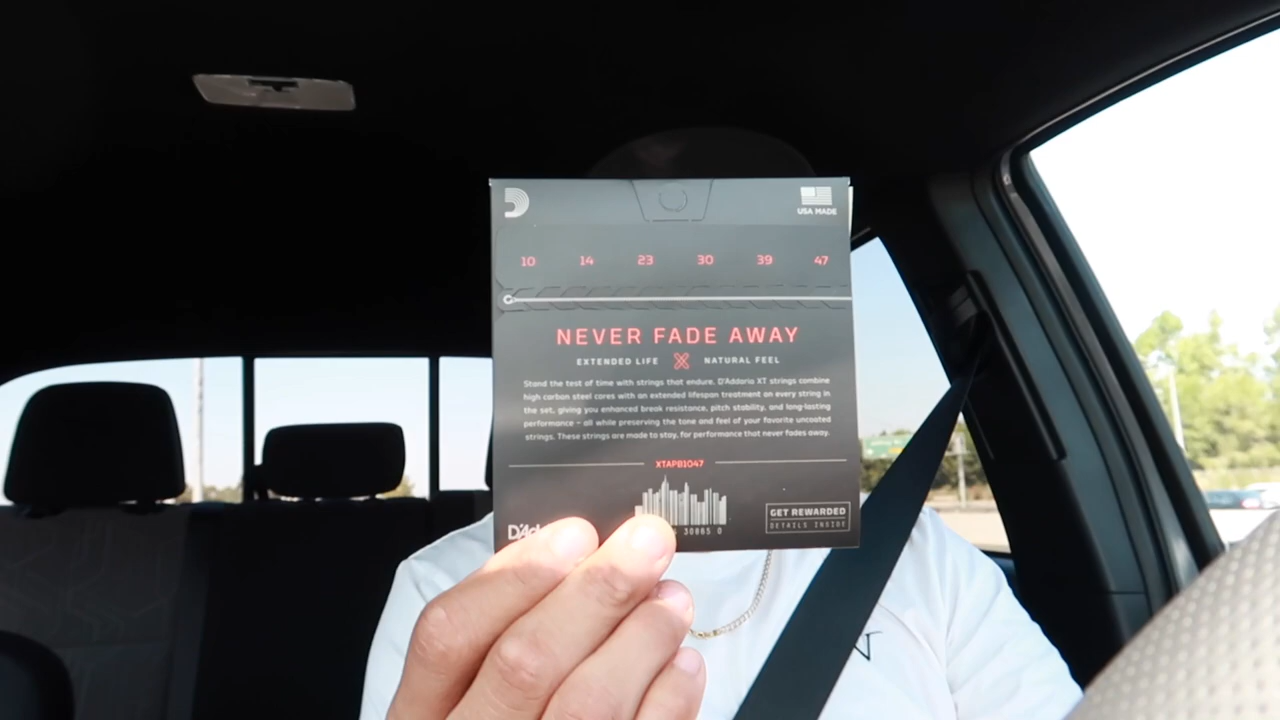 USA MADE
10 14 23 30 39 47
NEVER FADE AWAY
EXTENDED LIFE X NATURAL FEEL
Stand the test of time with strings that endure. D'Addario XT strings combine
high carbon steel cores with an extended lifespan treatment on every string in
the set, giving you enhanced break resistance, pitch stability, and long-lasting
performance – all while preserving the tone and feel of your favorite uncoated
strings. These strings are made to stay, for performance that never fades away.
XTAPB1047
GET REWARDED
DETAILS INSIDE
D'Ad
30865 0